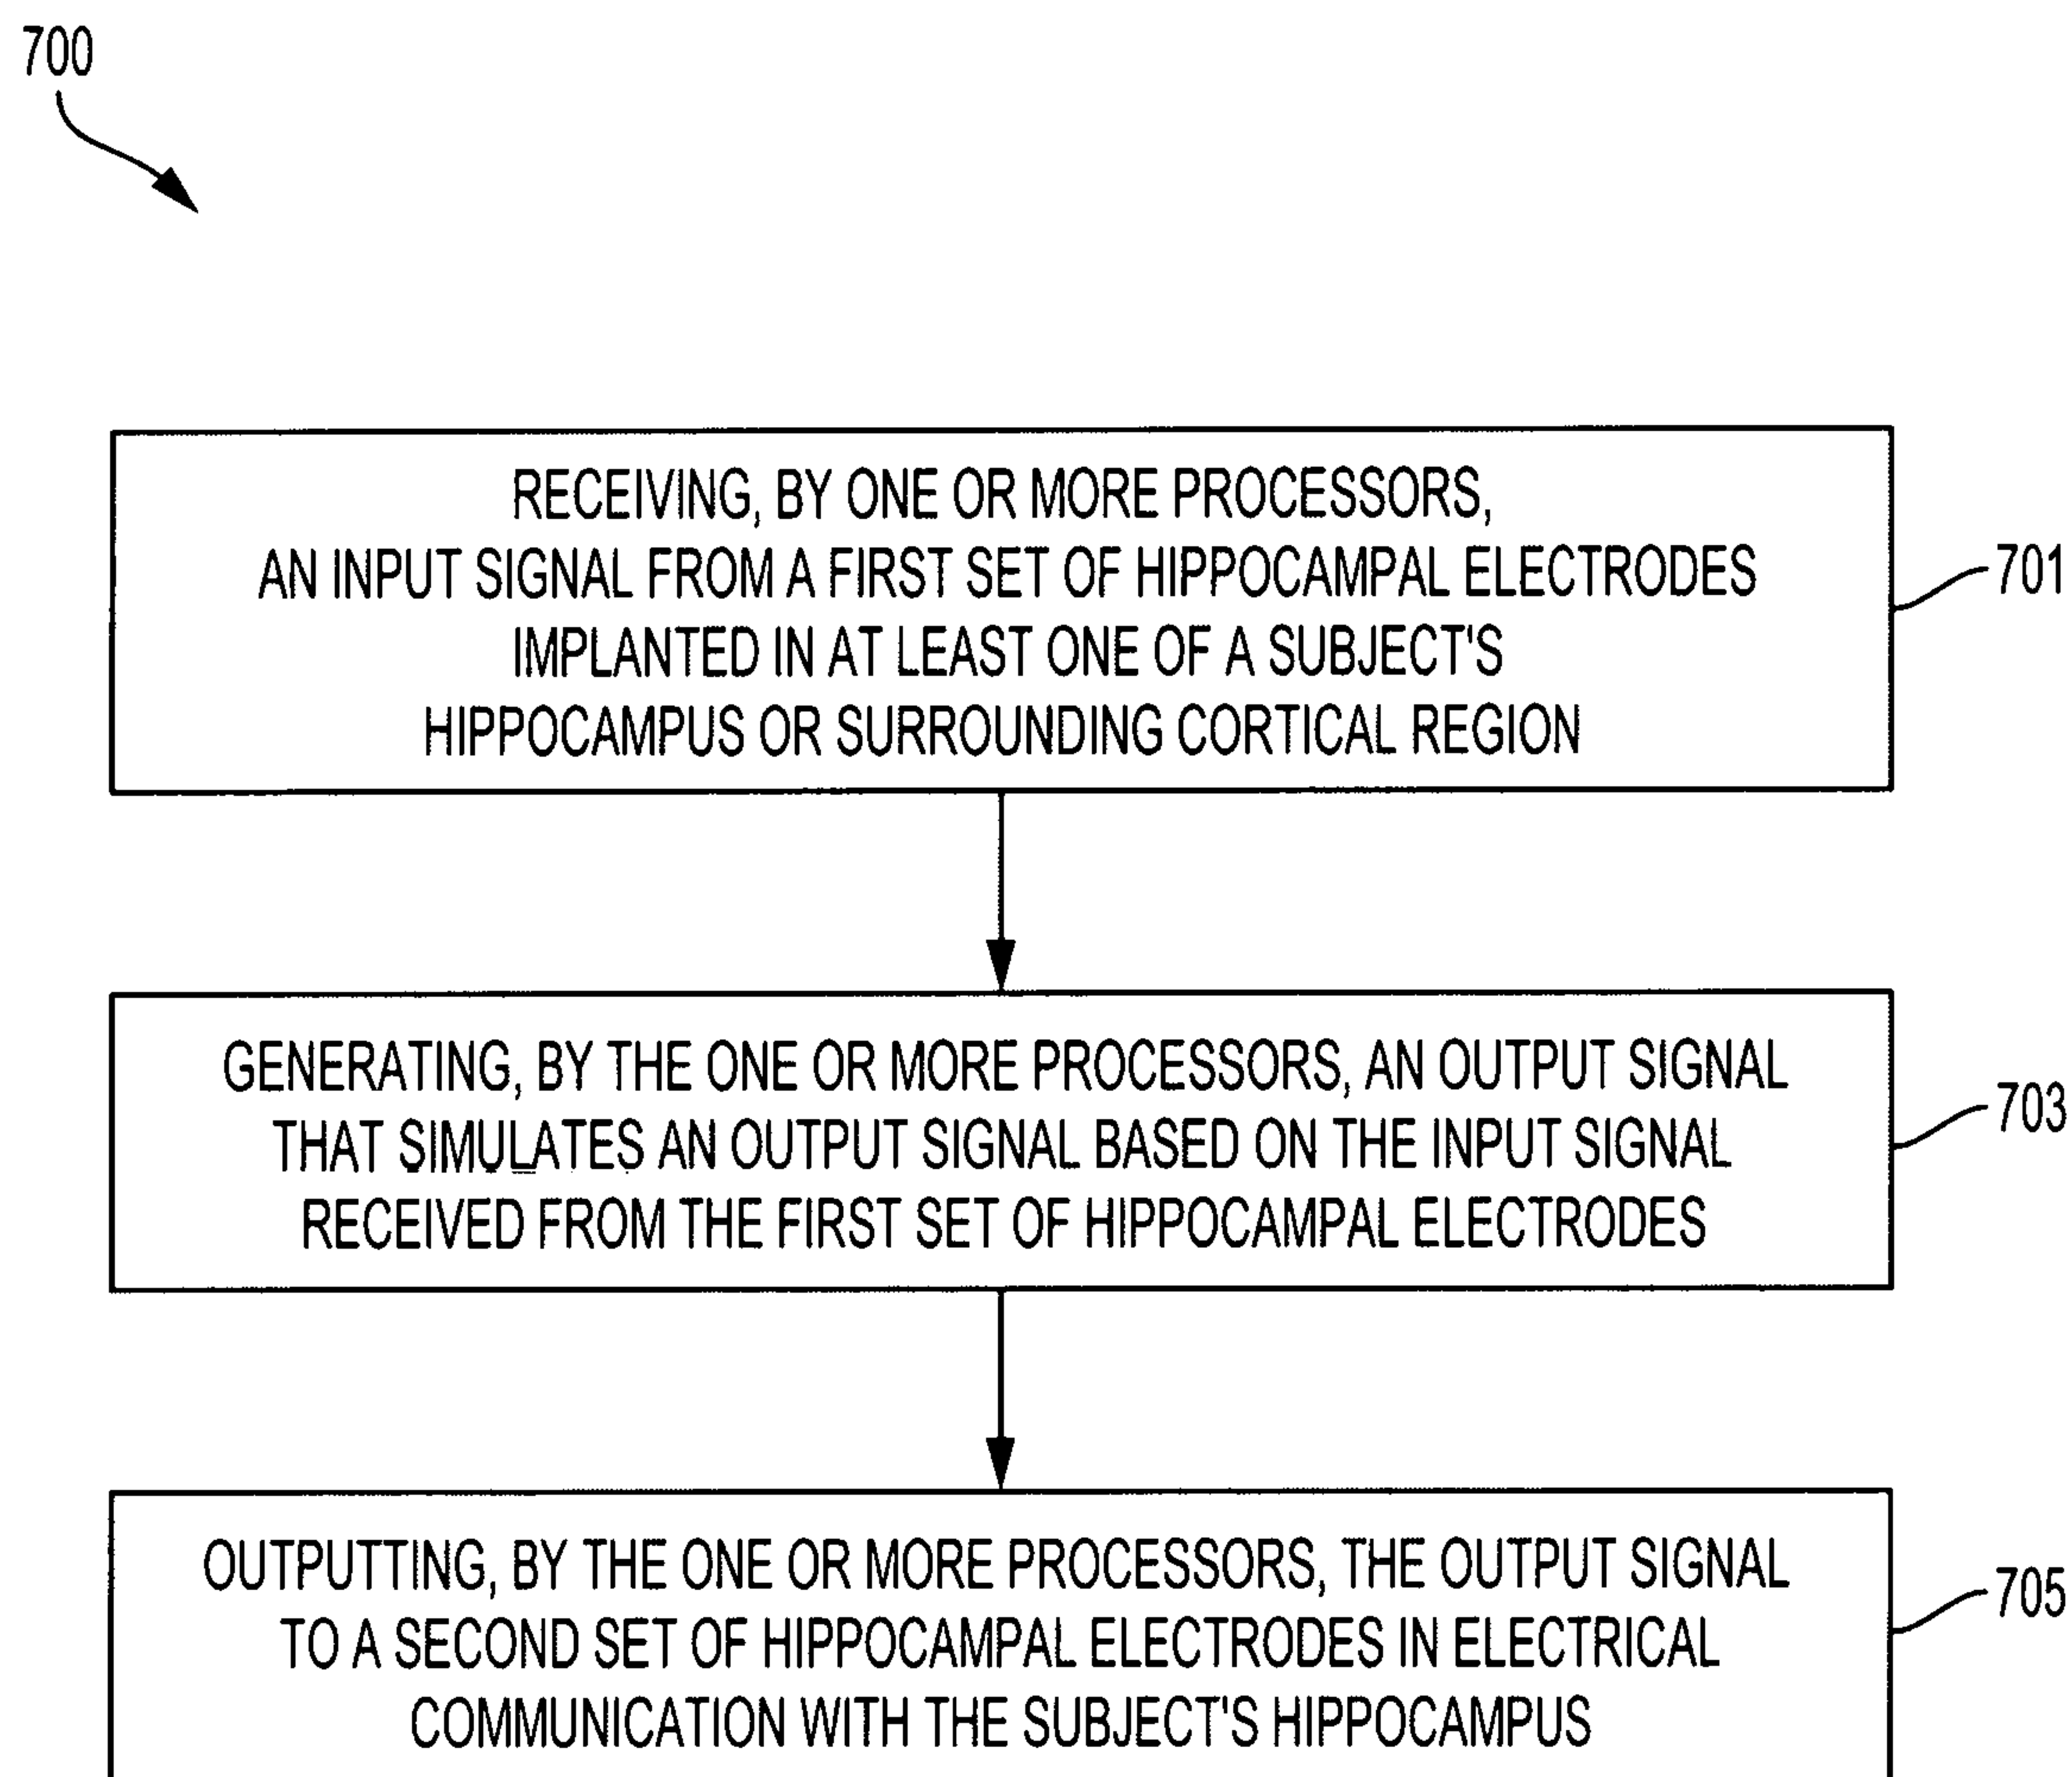 700
RECEIVING, BY ONE OR MORE PROCESSORS,
AN INPUT SIGNAL FROM A FIRST SET OF HIPPOCAMPAL ELECTRODES
IMPLANTED IN AT LEAST ONE OF A SUBJECT'S
HIPPOCAMPUS OR SURROUNDING CORTICAL REGION
701
GENERATING, BY THE ONE OR MORE PROCESSORS, AN OUTPUT SIGNAL
THAT SIMULATES AN OUTPUT SIGNAL BASED ON THE INPUT SIGNAL
RECEIVED FROM THE FIRST SET OF HIPPOCAMPAL ELECTRODES
703
OUTPUTTING, BY THE ONE OR MORE PROCESSORS, THE OUTPUT SIGNAL
TO A SECOND SET OF HIPPOCAMPAL ELECTRODES IN ELECTRICAL
COMMUNICATION WITH THE SUBJECT'S HIPPOCAMPUS
705